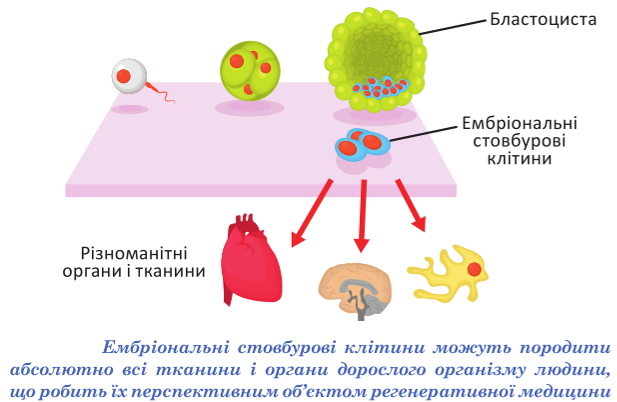 Бластоциста
Ембріональні
стовбурові
клітини
Різноманітні
органи і тканини
Ембріональні стовбурові клітини можуть породити
абсолютно всі тканини і органи дорослого організму людини,
що робить їх перспективним об’єктом регенеративної медицини